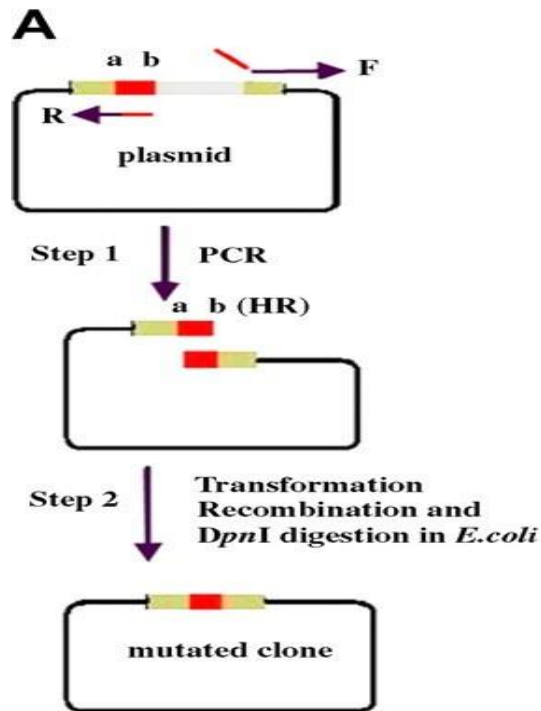 A
a b
F
R
plasmid
Step 1 PCR
a b (HR)
Step 2
Transformation
Recombination and
DpnI digestion in E.coli
mutated clone